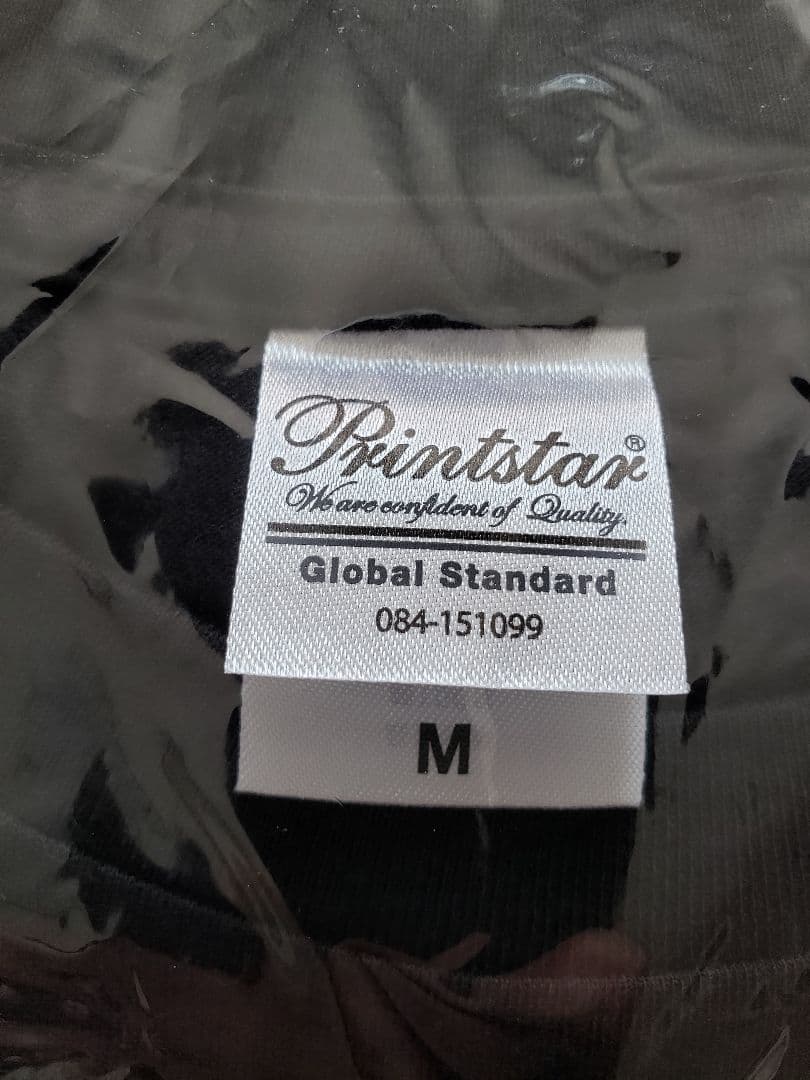 Printstar®
We are confident of Quality.
Global Standard
084-151099
M